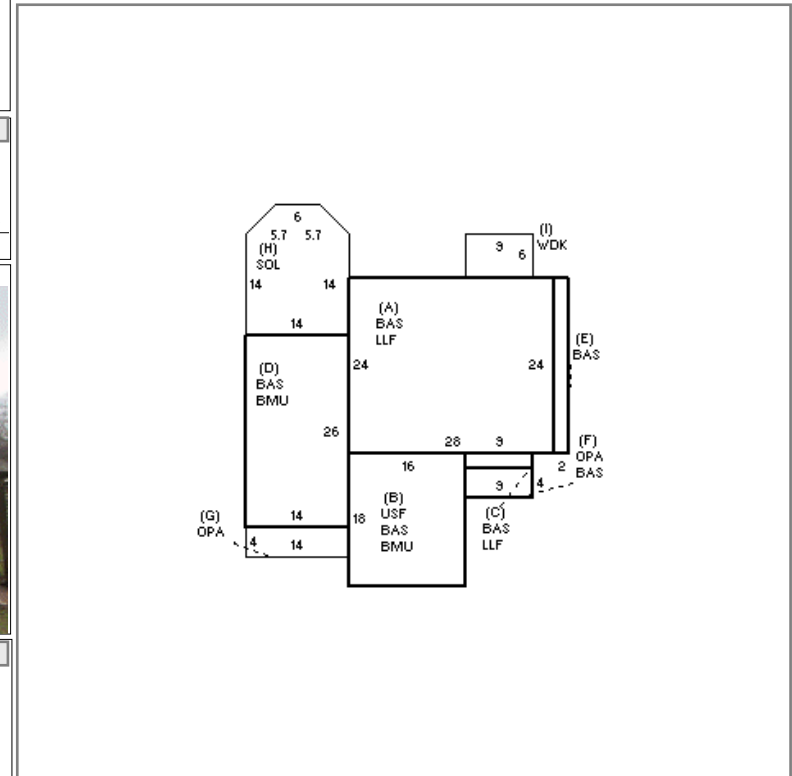 6
5.7 5.7
(H)
SOL
14 14
14
(I)
WDK
9
6
(A)
BAS
LLF
24 24
(E)
BAS
28 9
(D)
BAS
BMU
26
14
(F)
OPA
BAS
2
4
9
16
(B)
USF
BAS
BMU
18
(C)
BAS
LLF
(G)
OPA
4 14